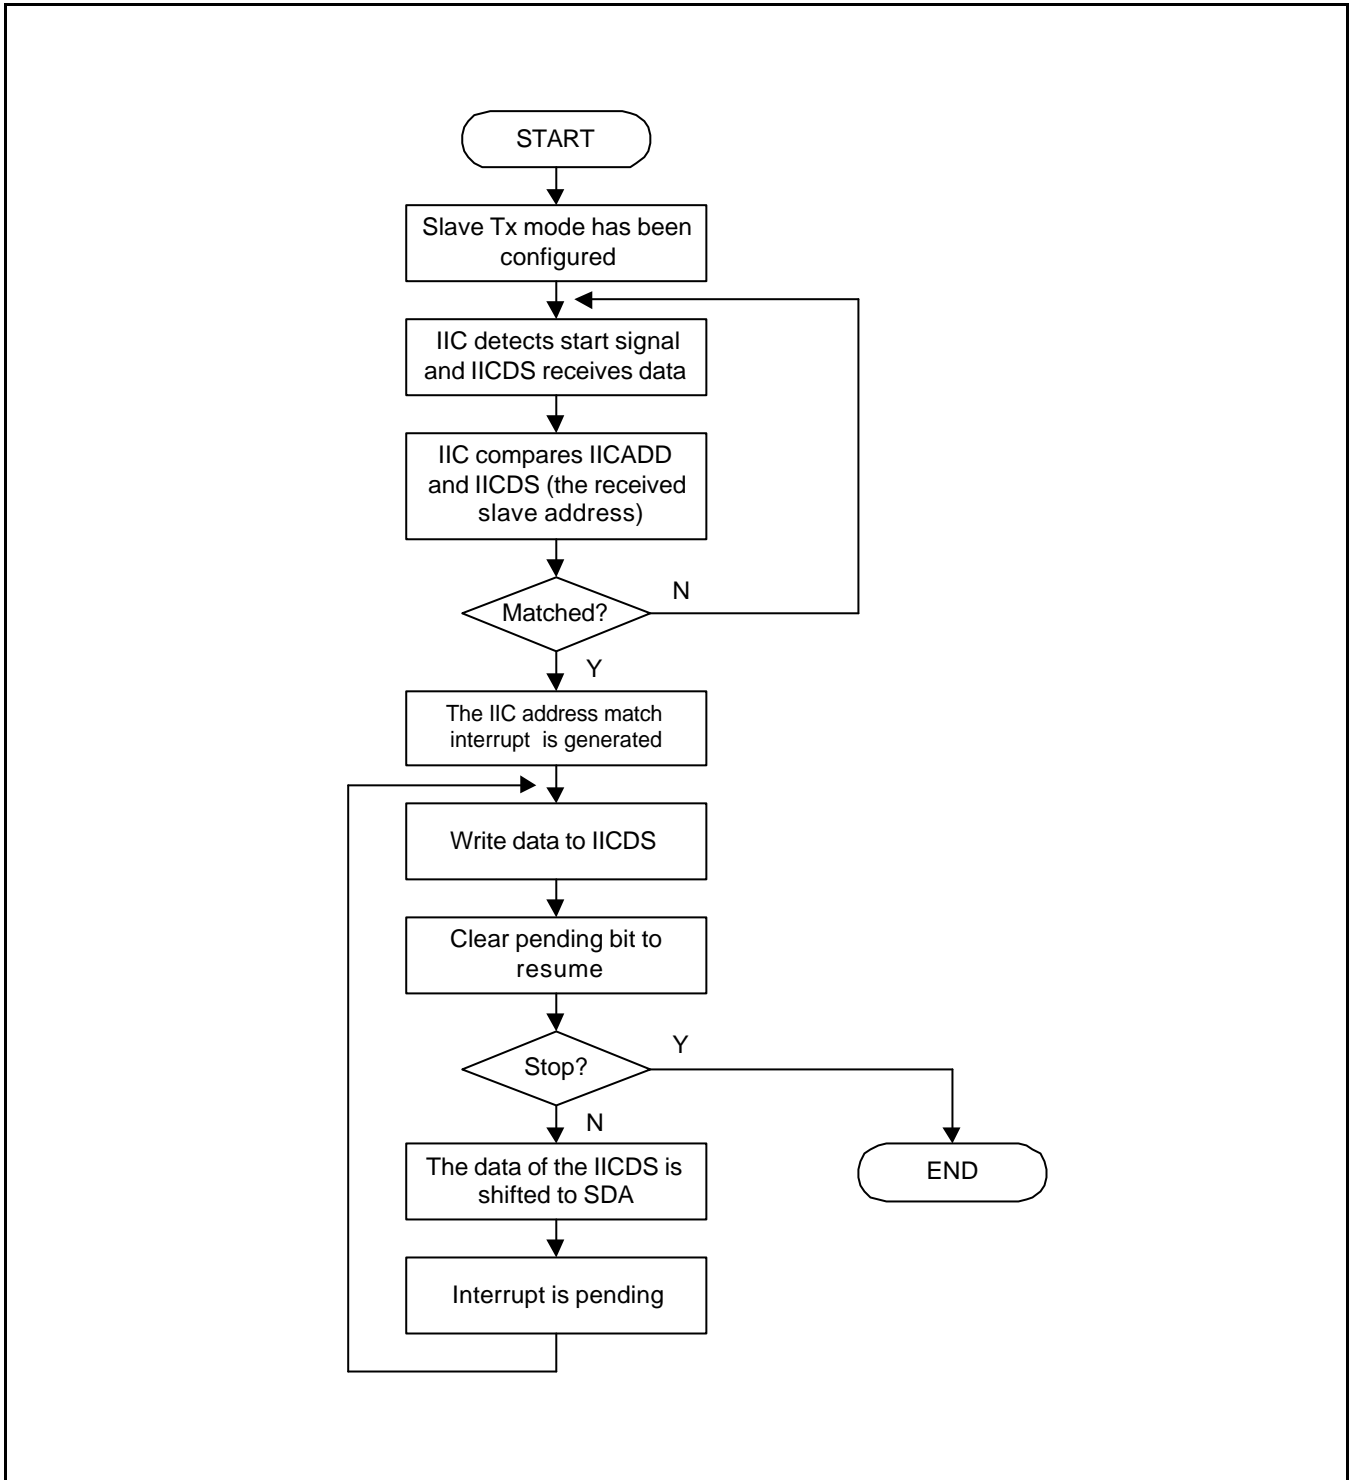 START
Slave Tx mode has been
configured
IIC detects start signal
and IICDS receives data
IIC compares IICADD
and IICDS (the received
slave address)
Matched?
N
Y
The IIC address match
interrupt is generated
Write data to IICDS
Clear pending bit to
resume
Stop?
Y
N
The data of the IICDS is
shifted to SDA
END
Interrupt is pending